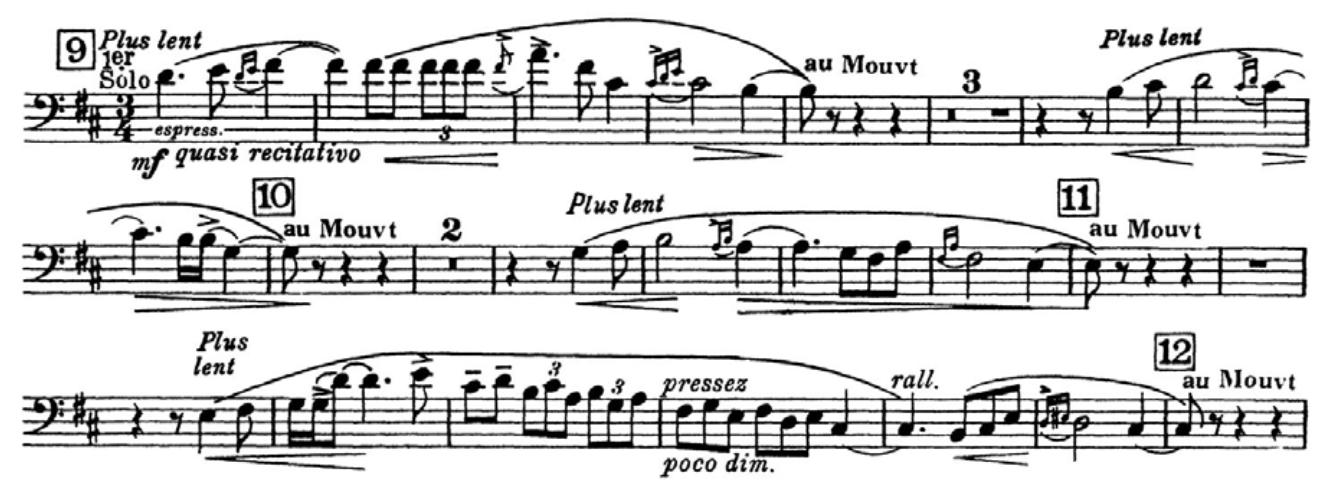 9 Plus lent
1er
Solo
au Mouvt
3
Plus lent
3
4
espress.
mf quasi recitativo
3
10
au Mouvt
2
Plus lent
11
au Mouvt
Plus
lent
3
3
pressez
rall.
12
au Mouvt
poco dim.